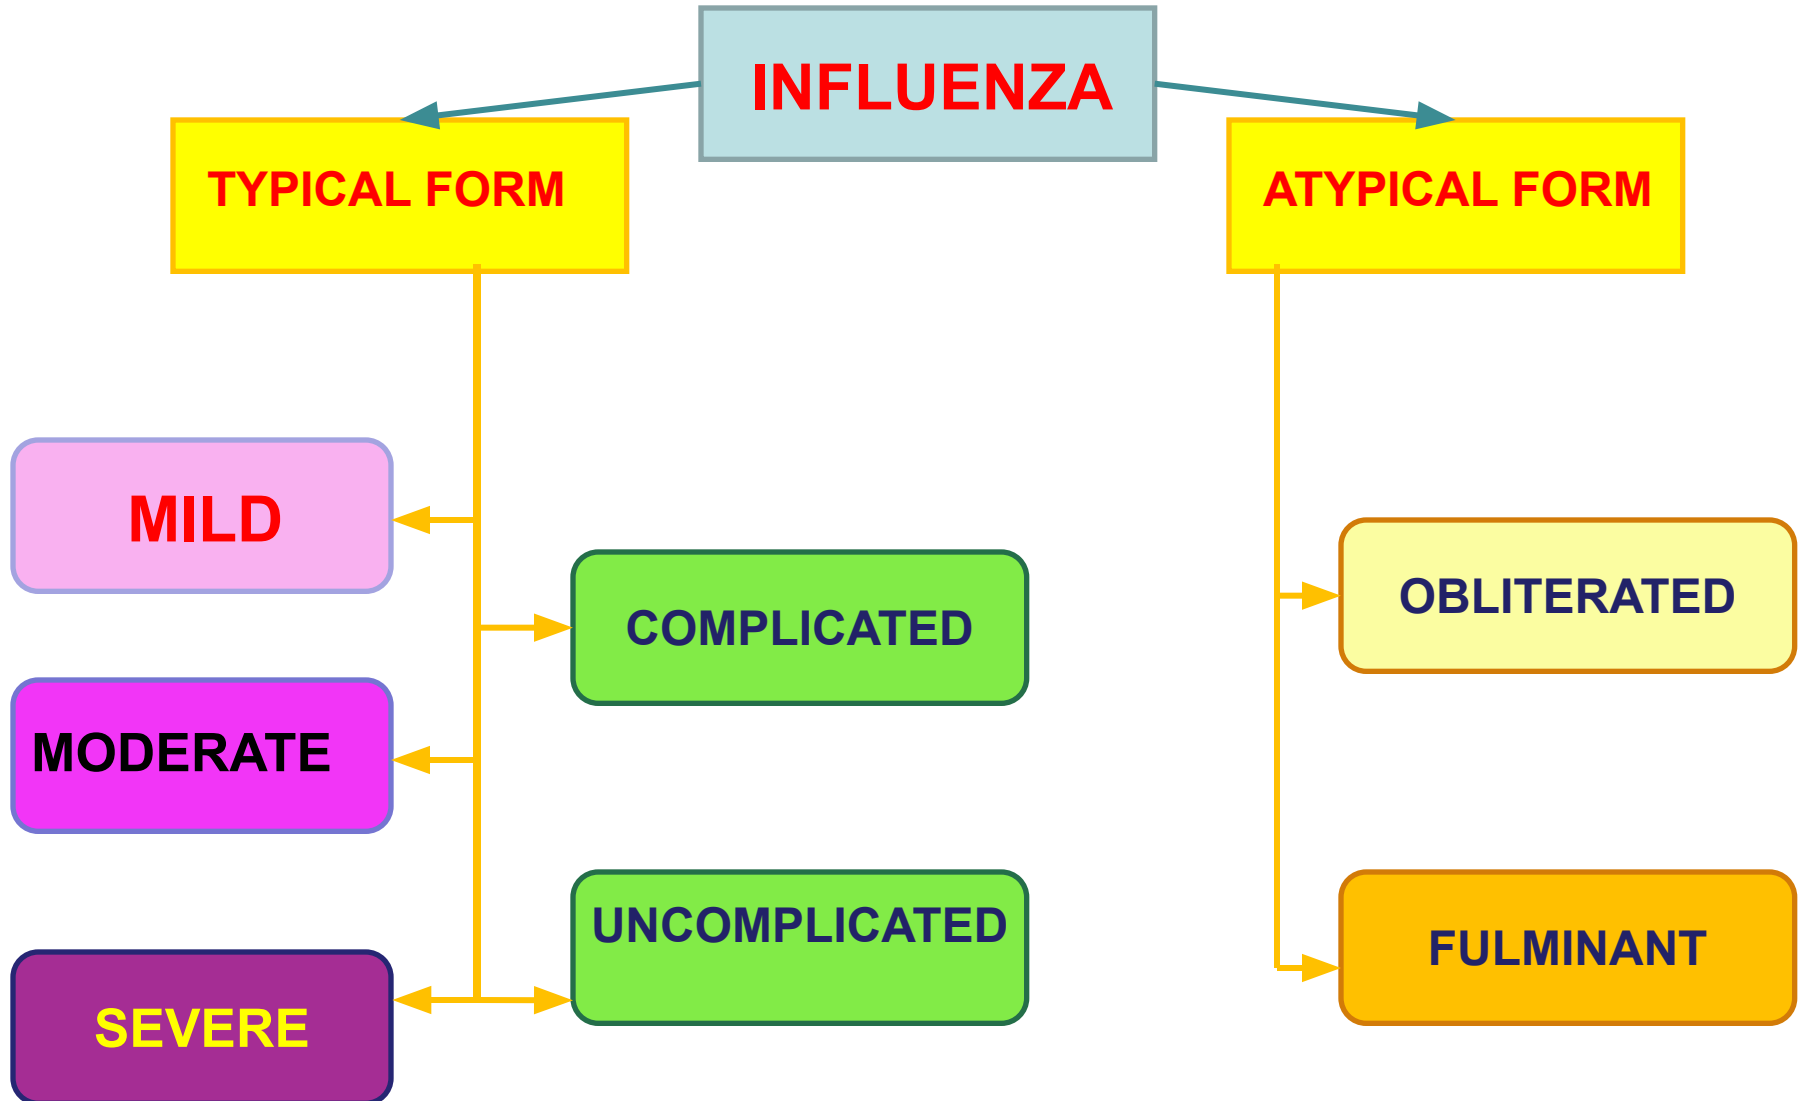 INFLUENZA
TYPICAL FORM
ATYPICAL FORM
MILD
MODERATE
SEVERE
COMPLICATED
UNCOMPLICATED
OBLITERATED
FULMINANT